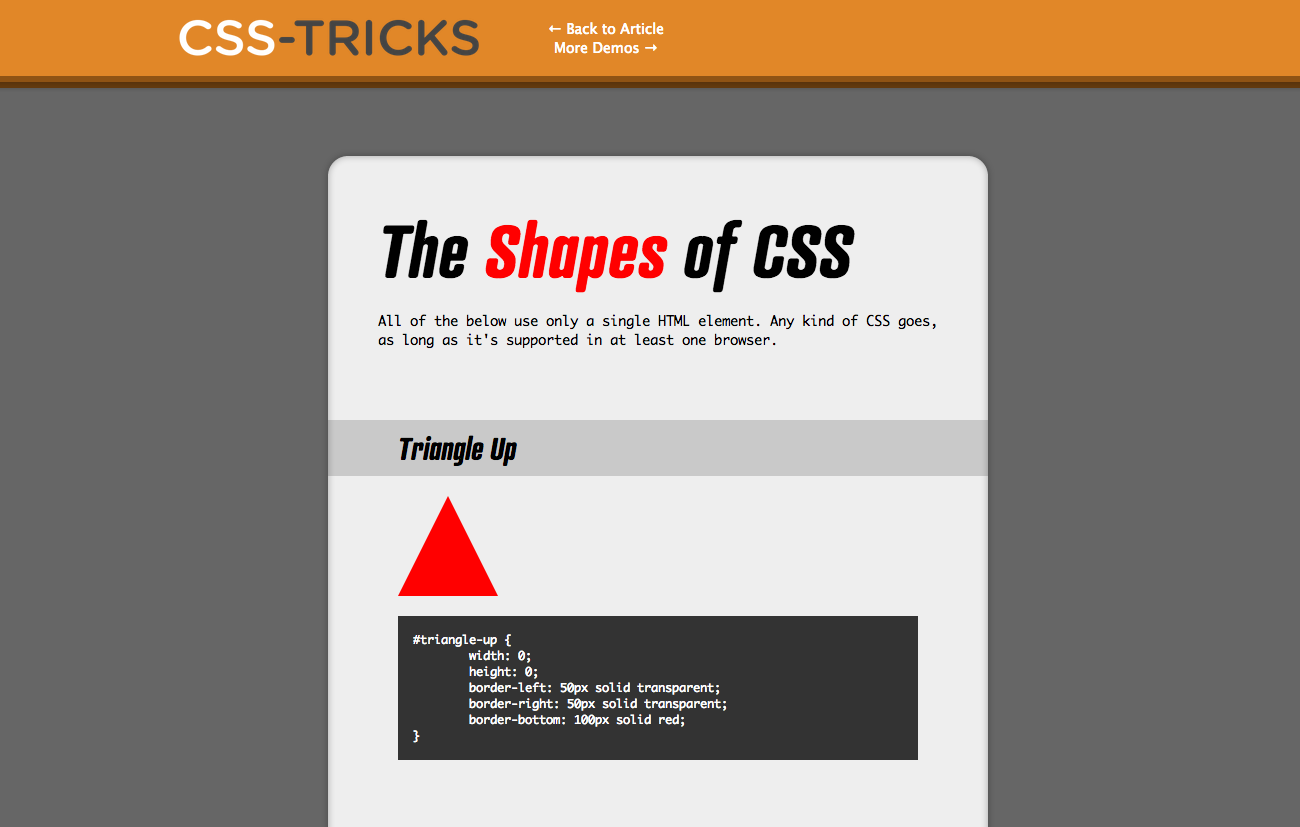 CSS-TRICKS
← Back to Article
More Demos →
The Shapes of CSS
All of the below use only a single HTML element. Any kind of CSS goes,
as long as it's supported in at least one browser.
Triangle Up
#triangle-up {
        width: 0;
        height: 0;
        border-left: 50px solid transparent;
        border-right: 50px solid transparent;
        border-bottom: 100px solid red;
}